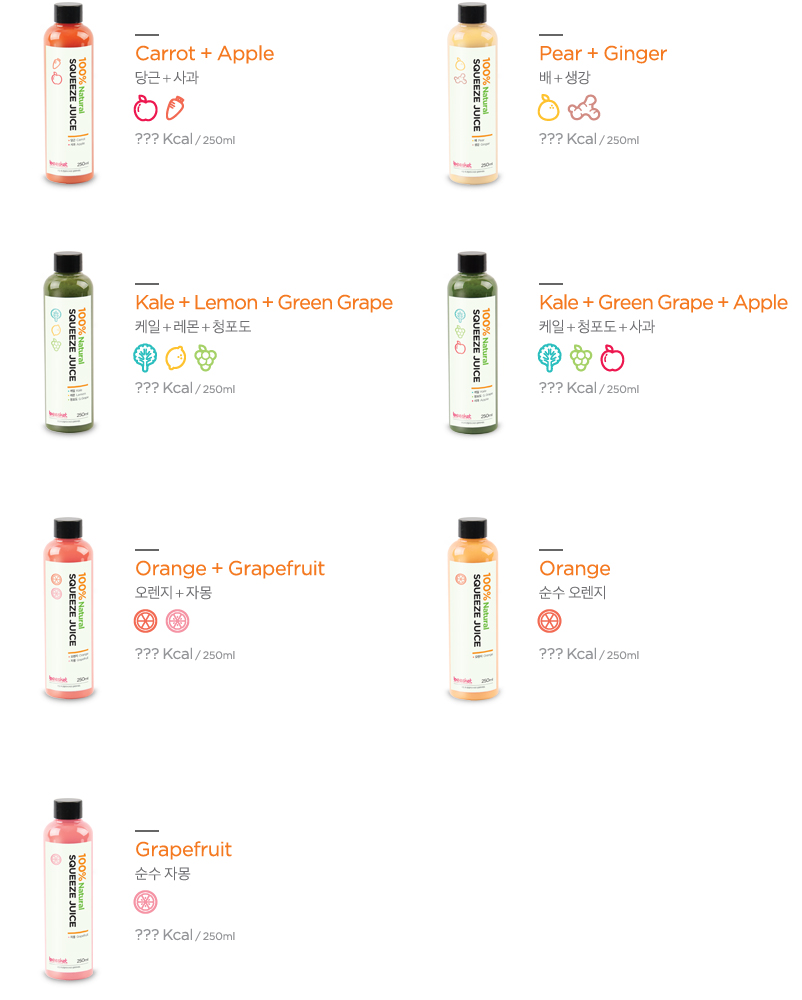 Carrot + Apple
당근 + 사과
??? Kcal / 250ml
100% Natural
SQUEEZE JUICE
250ml
Pear + Ginger
배 + 생강
??? Kcal / 250ml
100% Natural
SQUEEZE JUICE
250ml
Kale + Lemon + Green Grape
케일 + 레몬 + 청포도
??? Kcal / 250ml
100% Natural
SQUEEZE JUICE
250ml
Kale + Green Grape + Apple
케일 + 청포도 + 사과
??? Kcal / 250ml
100% Natural
SQUEEZE JUICE
250ml
Orange + Grapefruit
오렌지 + 자몽
??? Kcal / 250ml
100% Natural
SQUEEZE JUICE
250ml
Orange
순수 오렌지
??? Kcal / 250ml
100% Natural
SQUEEZE JUICE
250ml
Grapefruit
순수 자몽
??? Kcal / 250ml
100% Natural
SQUEEZE JUICE
250ml